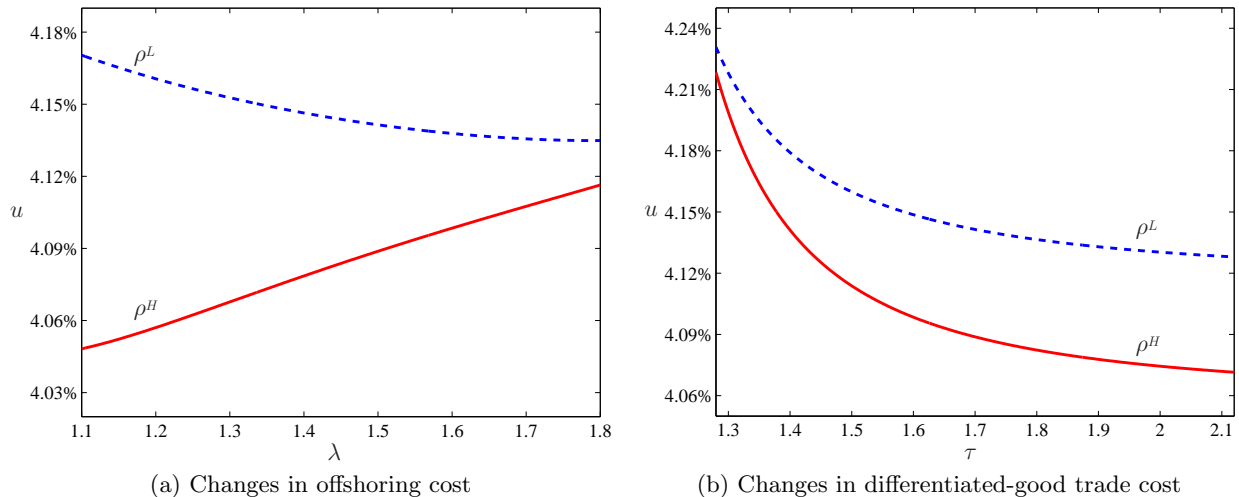 4.18%
4.15%
4.12%
u
4.09%
4.06%
4.03%
ρ^L
ρ^H
1.1 1.2 1.3 1.4 1.5 1.6 1.7 1.8
λ
(a) Changes in offshoring cost
4.24%
4.21%
4.18%
4.15%
u
4.12%
4.09%
4.06%
ρ^L
ρ^H
1.3 1.4 1.5 1.6 1.7 1.8 1.9 2 2.1
τ
(b) Changes in differentiated-good trade cost